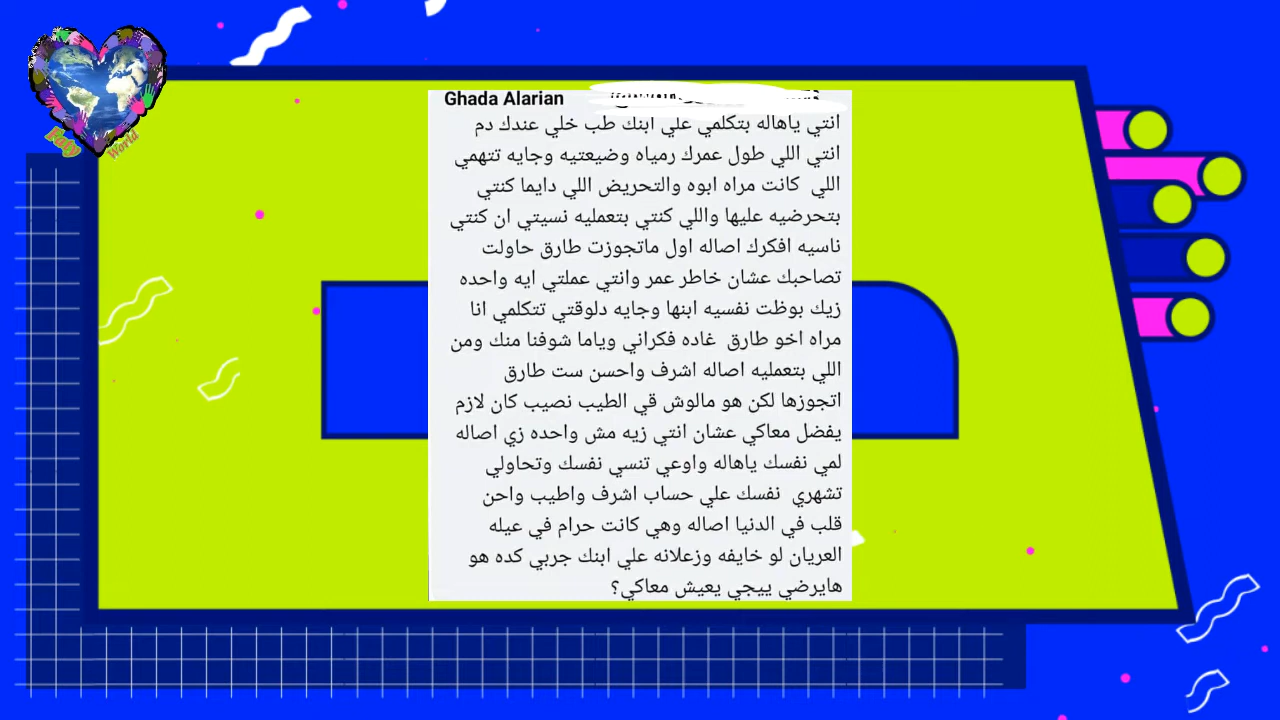 Faty
World
Ghada Alarian
انتي ياهاله بتكلمي علي ابنك طب خلي عندك دم
انتي اللي طول عمرك رمياه وضيعتيه وجايه تتهمي
اللي كانت مراه ابوه والتحريض اللي دايما كنتي
بتحرضيه عليها واللي كنتي بتعمليه نسيتي ان كنتي
ناسيه افكرك اصاله اول ماتجوزت طارق حاولت
تصاحبك عشان خاطر عمر وانتي عملتي ايه واحده
زيك بوظت نفسيه ابنها وجايه دلوقتي تتكلمي انا
مراه اخو طارق غاده فكراني وياما شوفنا منك ومن
اللي بتعمليه اصاله اشرف واحسن ست طارق
اتجوزها لكن هو مالوش قي الطيب نصيب كان لازم
يفضل معاكي عشان انتي زيه مش واحده زي اصاله
لمي نفسك ياهاله واوعي تنسي نفسك وتحاولي
تشهري نفسك علي حساب اشرف واطيب واحن
قلب في الدنيا اصاله وهي كانت حرام في عيله
العريان لو خايفه وزعلانه علي ابنك جربي كده هو
هايرضي ييجي يعيش معاكي؟